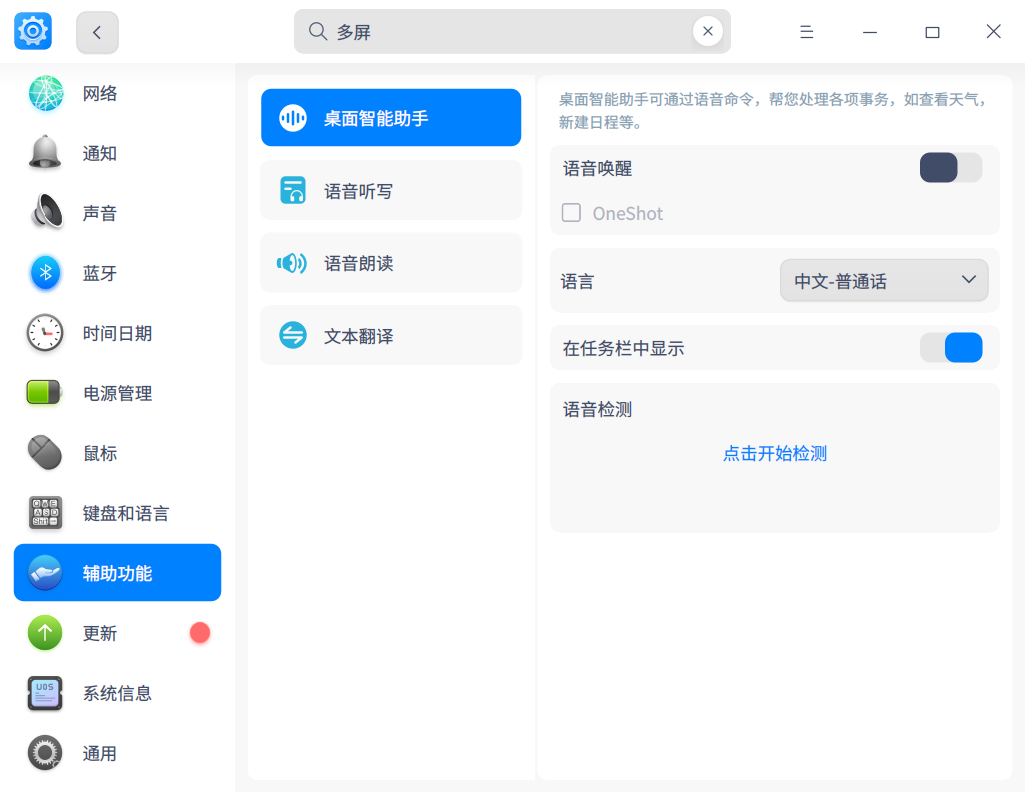 多屏
网络
通知
声音
蓝牙
时间日期
电源管理
鼠标
键盘和语言
辅助功能
更新
系统信息
通用
桌面智能助手
语音听写
语音朗读
文本翻译
桌面智能助手可通过语音命令，帮您处理各项事务，如查看天气，
新建日程等。
语音唤醒
OneShot
语言
中文-普通话
在任务栏中显示
语音检测
点击开始检测
UOS